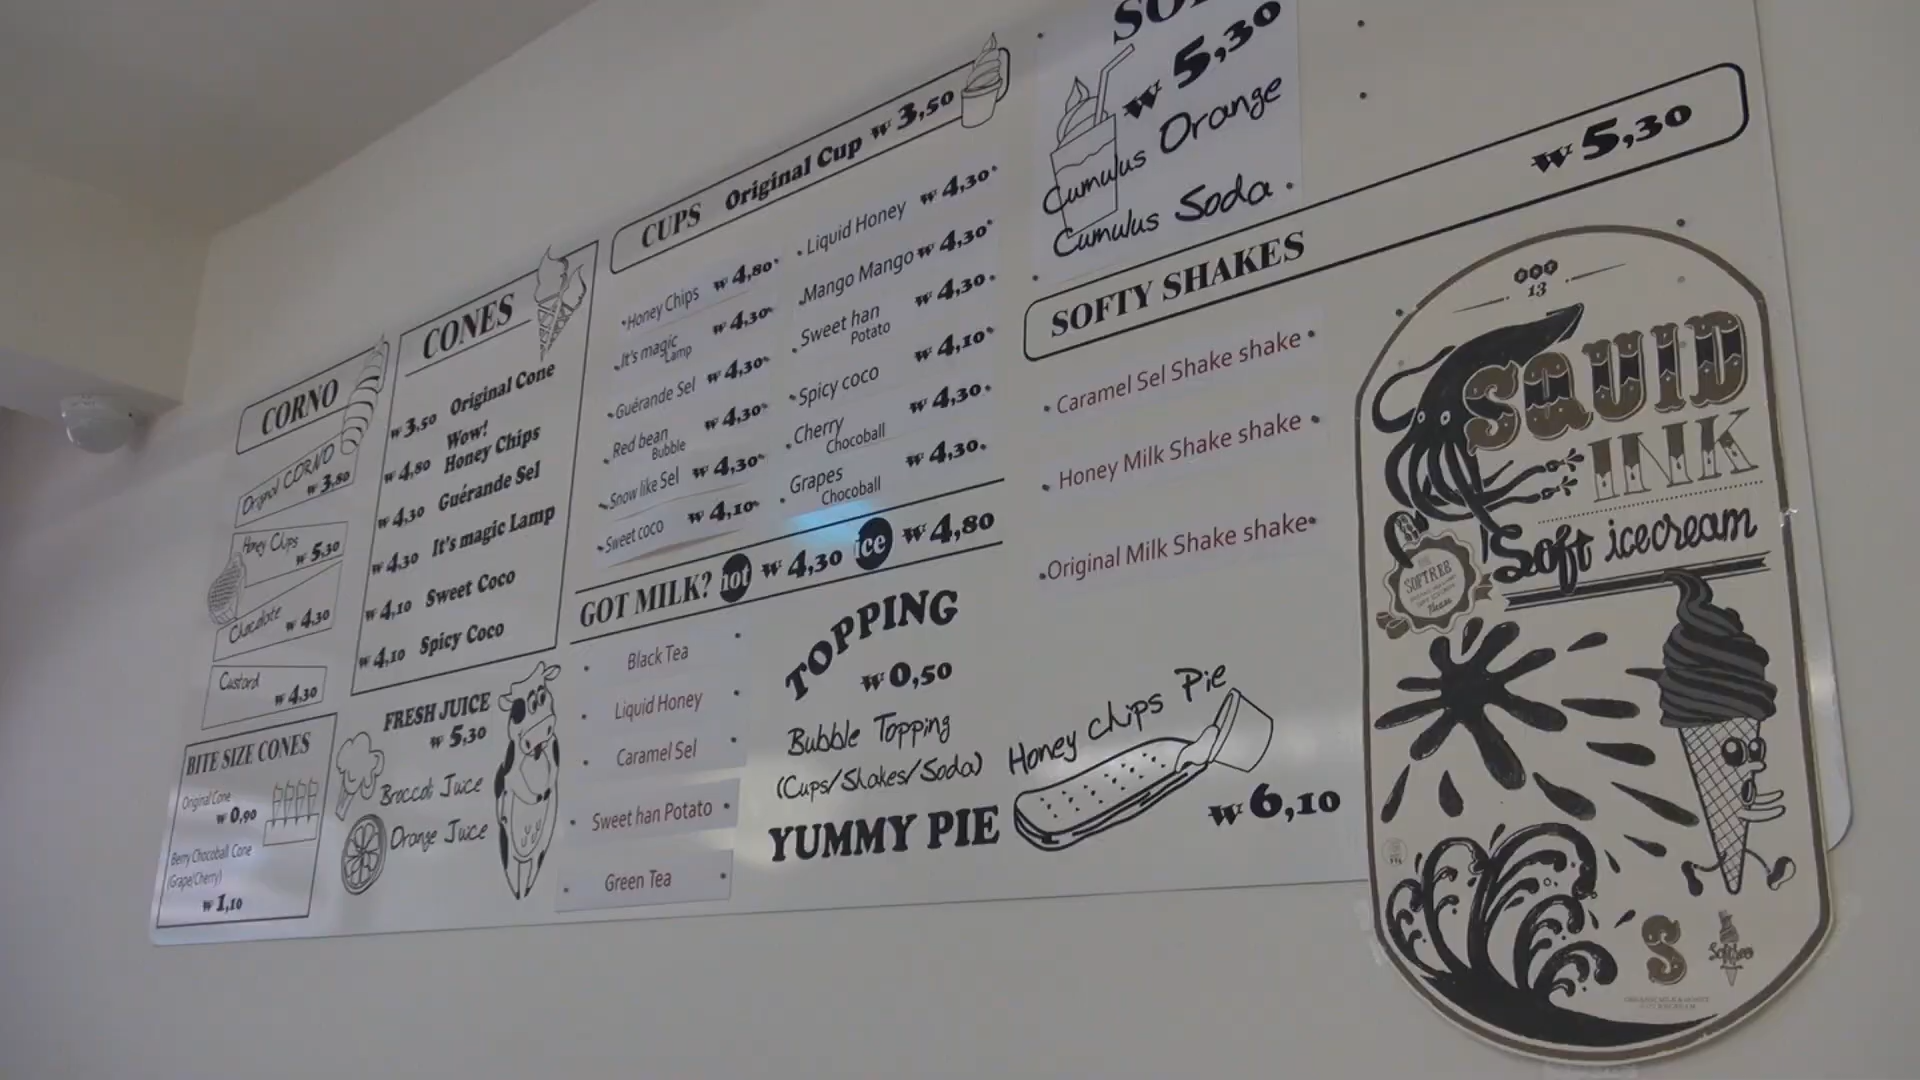 CORNO
Original CORNO
₩ 3,80
Honey Chips
₩ 5,30
Chocolate
₩ 4,30
Custard
₩ 4,30
BITE SIZE CONES
Original Cone
₩ 0,90
Berry Chocoball Cone
(Grape/Cherry)
₩ 1,10
CONES
₩ 3,50 Original Cone
Wow!
₩ 4,80 Honey Chips
₩ 4,30 Guérande Sel
₩ 4,30 It's magic Lamp
₩ 4,10 Sweet Coco
₩ 4,10 Spicy Coco
FRESH JUICE
₩ 5,30
Broccoli Juice
Orange Juice
CUPS Original Cup ₩ 3,50
Honey Chips ₩ 4,80
It's magic Lamp ₩ 4,30
Guérande Sel ₩ 4,30
Red bean Bubble ₩ 4,30
Snow like Sel ₩ 4,30
Sweet coco ₩ 4,10
Liquid Honey ₩ 4,30
Mango Mango ₩ 4,30
Sweet han Potato ₩ 4,30
Spicy coco ₩ 4,10
Cherry Chocoball ₩ 4,30
Grapes Chocoball ₩ 4,30
GOT MILK? hot ₩ 4,30 ice ₩ 4,80
Black Tea
Liquid Honey
Caramel Sel
Sweet han Potato
Green Tea
TOPPING
₩ 0,50
Bubble Topping
(Cups/Shakes/Soda)
YUMMY PIE
Honey chips Pie
₩ 6,10
₩ 5,30
Cumulus Orange
Cumulus Soda
SOFTY SHAKES ₩ 5,30
Caramel Sel Shake shake
Honey Milk Shake shake
Original Milk Shake shake
13
SQUID
INK
Soft icecream
SOFTREE
Please
S
Softree